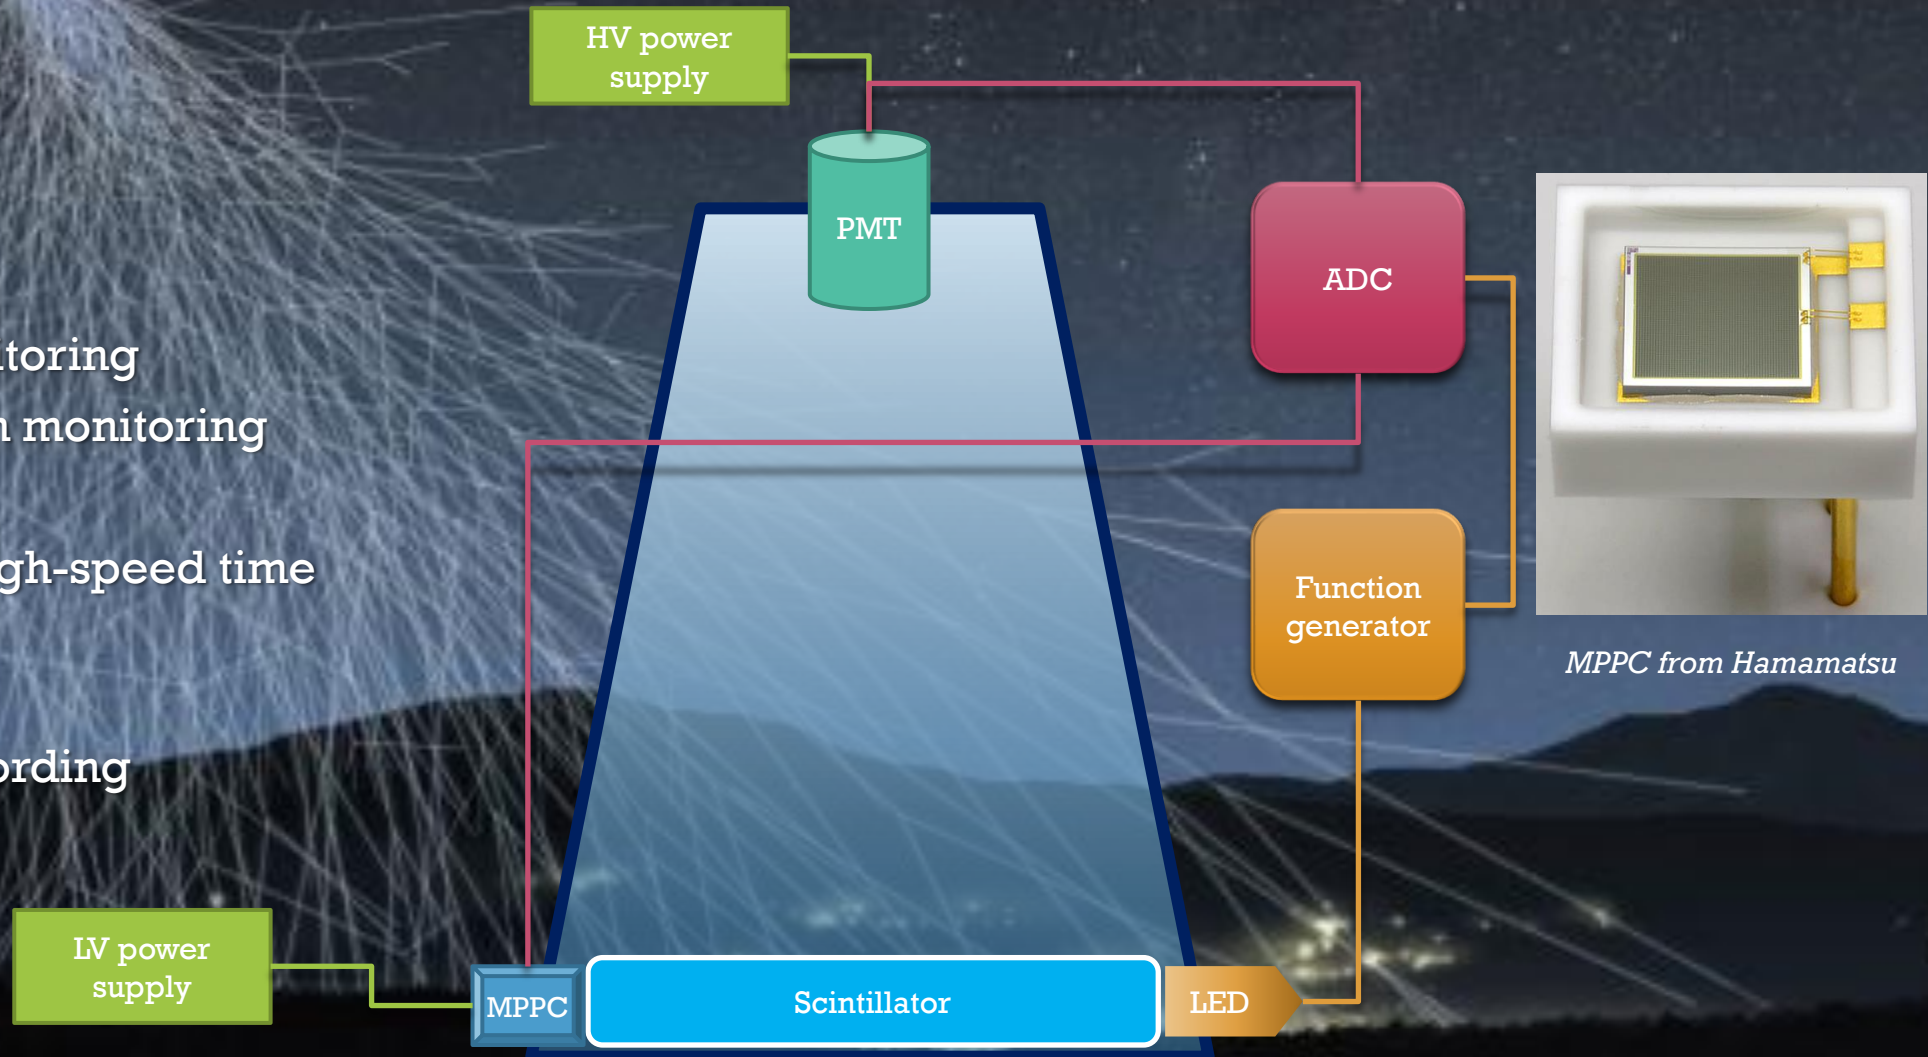 HV power
supply
PMT
ADC
toring
monitoring
gh-speed time
Function
generator
MPPC from Hamamatsu
ording
LV power
supply
MPPC
Scintillator
LED